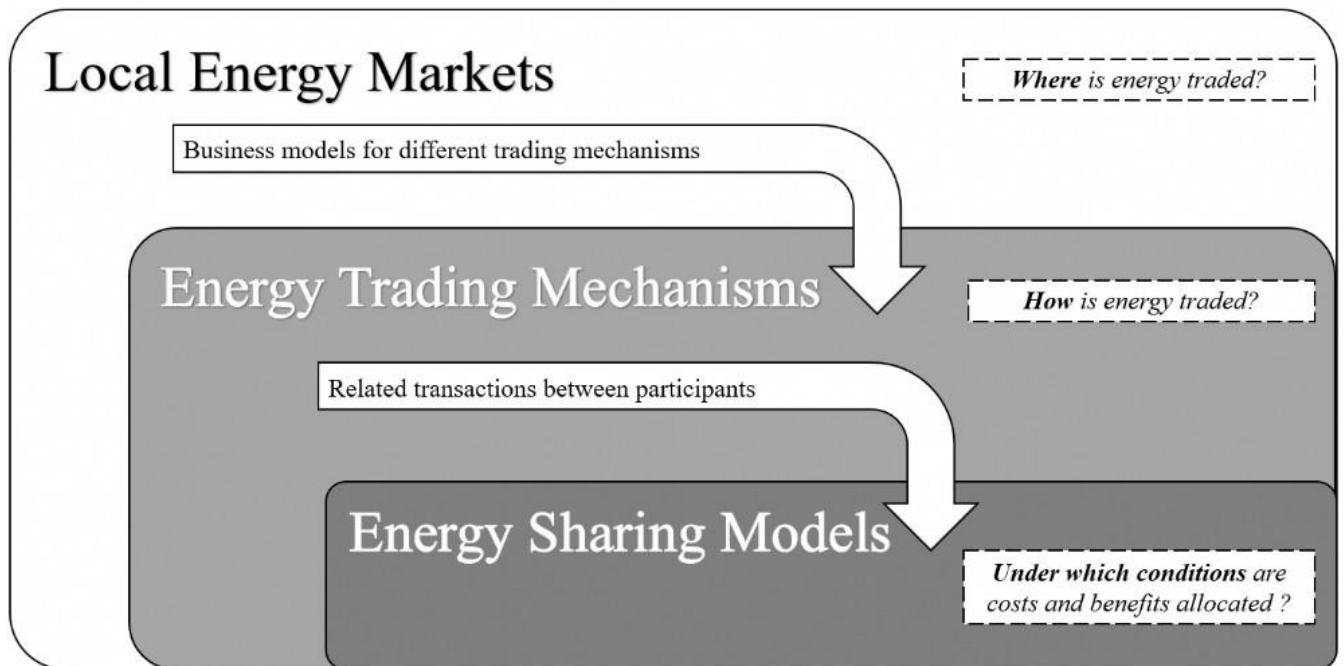 Local Energy Markets
Where is energy traded?
Business models for different trading mechanisms
Energy Trading Mechanisms
How is energy traded?
Related transactions between participants
Energy Sharing Models
Under which conditions are
costs and benefits allocated ?